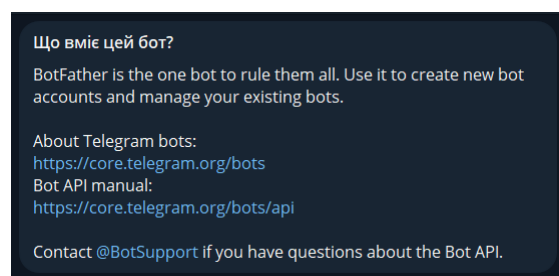 Що вміє цей бот?
BotFather is the one bot to rule them all. Use it to create new bot
accounts and manage your existing bots.
About Telegram bots:
https://core.telegram.org/bots
Bot API manual:
https://core.telegram.org/bots/api
Contact @BotSupport if you have questions about the Bot API.